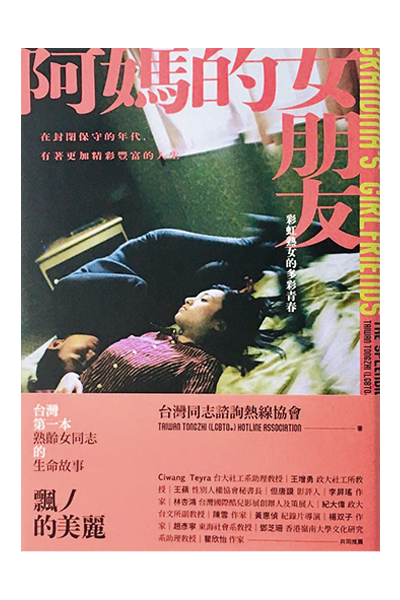 阿媽的女朋友
GRANDMA'S GIRLFRIENDS
THE SPLENDID
TAIWAN TONGZHI (LGBTQ+)
在封閉保守的年代，
有著更加精彩豐富的人生
彩虹熟女的多彩青春
台灣
第一本
熟齡女同志
的
生命故事
飄丿
的美麗
台灣同志諮詢熱線協會 著
TAIWAN TONGZHI (LGBTQ+) HOTLINE ASSOCIATION
Ciwang Teyra 台大社工系助理教授｜王增勇 政大社工所教
授｜王蘋 性別人權協會秘書長｜但唐謨 影評人｜李屏瑤 作
家｜林杏鴻 台灣國際酷兒影展創辦人及策展人｜紀大偉 政大
台文所副教授｜陳雪 作家｜黃惠偵 紀錄片導演｜楊双子 作
家｜趙彥寧 東海社會系教授｜鄧芝珊 香港嶺南大學文化研究
系助理教授｜瞿欣怡 作家
共同推薦